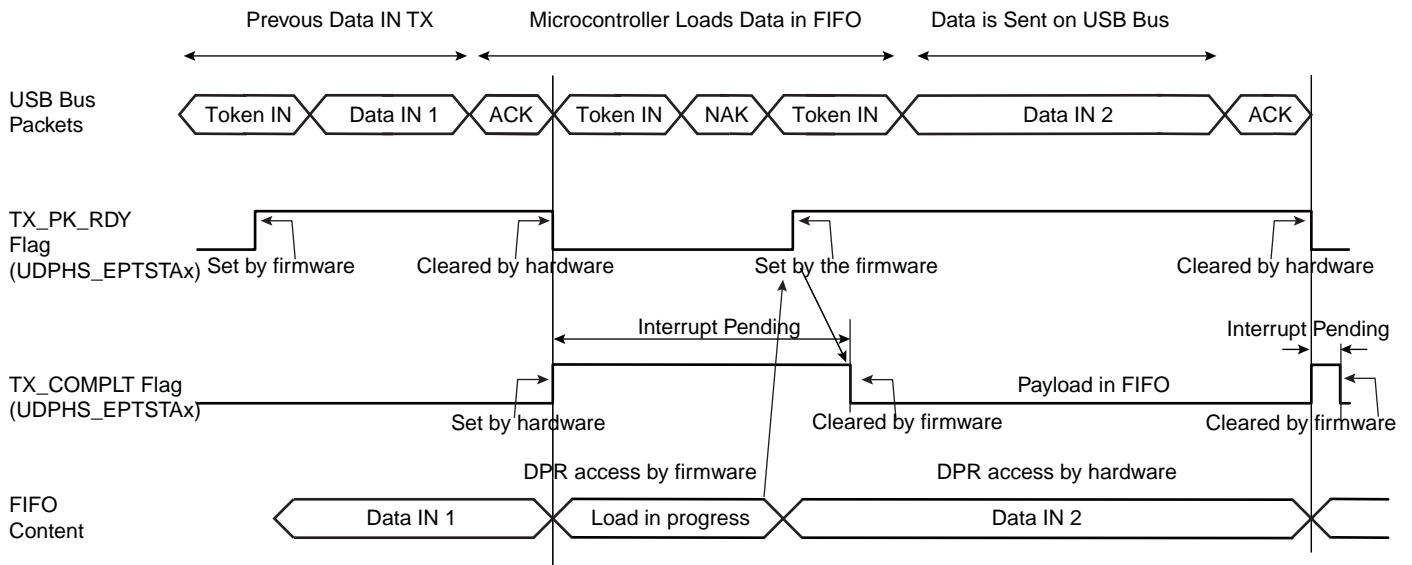 Prevous Data IN TX
Microcontroller Loads Data in FIFO
Data is Sent on USB Bus
USB Bus
Packets
Token IN
Data IN 1
ACK
Token IN
NAK
Token IN
Data IN 2
ACK
TX_PK_RDY
Flag
(UDPHS_EPTSTAx)
Set by firmware
Cleared by hardware
Set by the firmware
Cleared by hardware
Interrupt Pending
Interrupt Pending
TX_COMPLT Flag
(UDPHS_EPTSTAx)
Payload in FIFO
Set by hardware
Cleared by firmware
Cleared by firmware
DPR access by firmware
DPR access by hardware
FIFO
Content
Data IN 1
Load in progress
Data IN 2